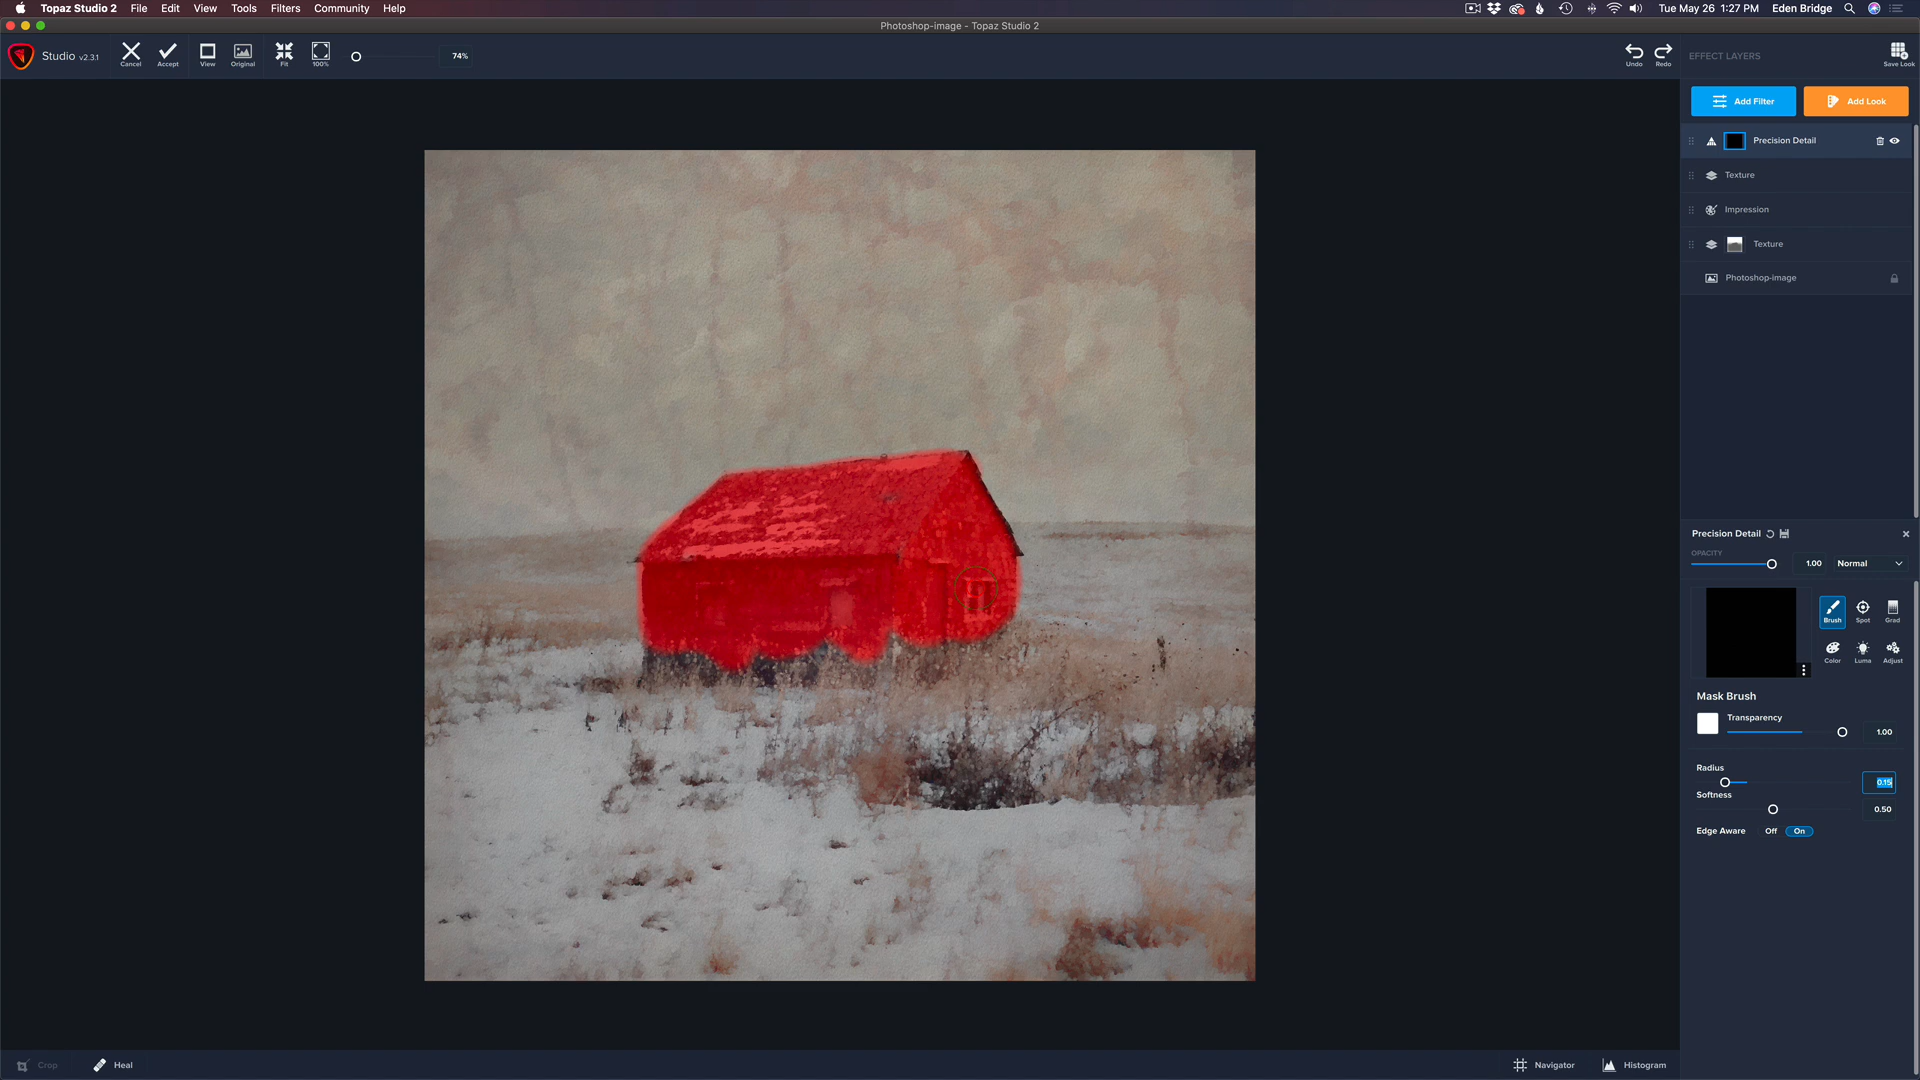 Topaz Studio 2 File Edit View Tools Filters Community Help
Tue May 26 1:27 PM Eden Bridge
Photoshop-image - Topaz Studio 2
Studio v2.3.1
Cancel
Accept
View
Original
Fit
100%
74%
Undo
Redo
EFFECT LAYERS
Save Look
Add Filter
Add Look
Precision Detail
Texture
Impression
Texture
Photoshop-image
Precision Detail
OPACITY
1.00
Normal
Brush
Spot
Grad
Color
Luma
Adjust
Mask Brush
Transparency
1.00
Radius
0.15
Softness
0.50
Edge Aware Off On
Crop
Heal
Navigator
Histogram